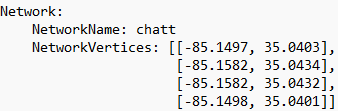 Network:
    NetworkName: chatt
    NetworkVertices: [[-85.1497, 35.0403],
                      [-85.1582, 35.0434],
                      [-85.1582, 35.0432],
                      [-85.1498, 35.0401]]